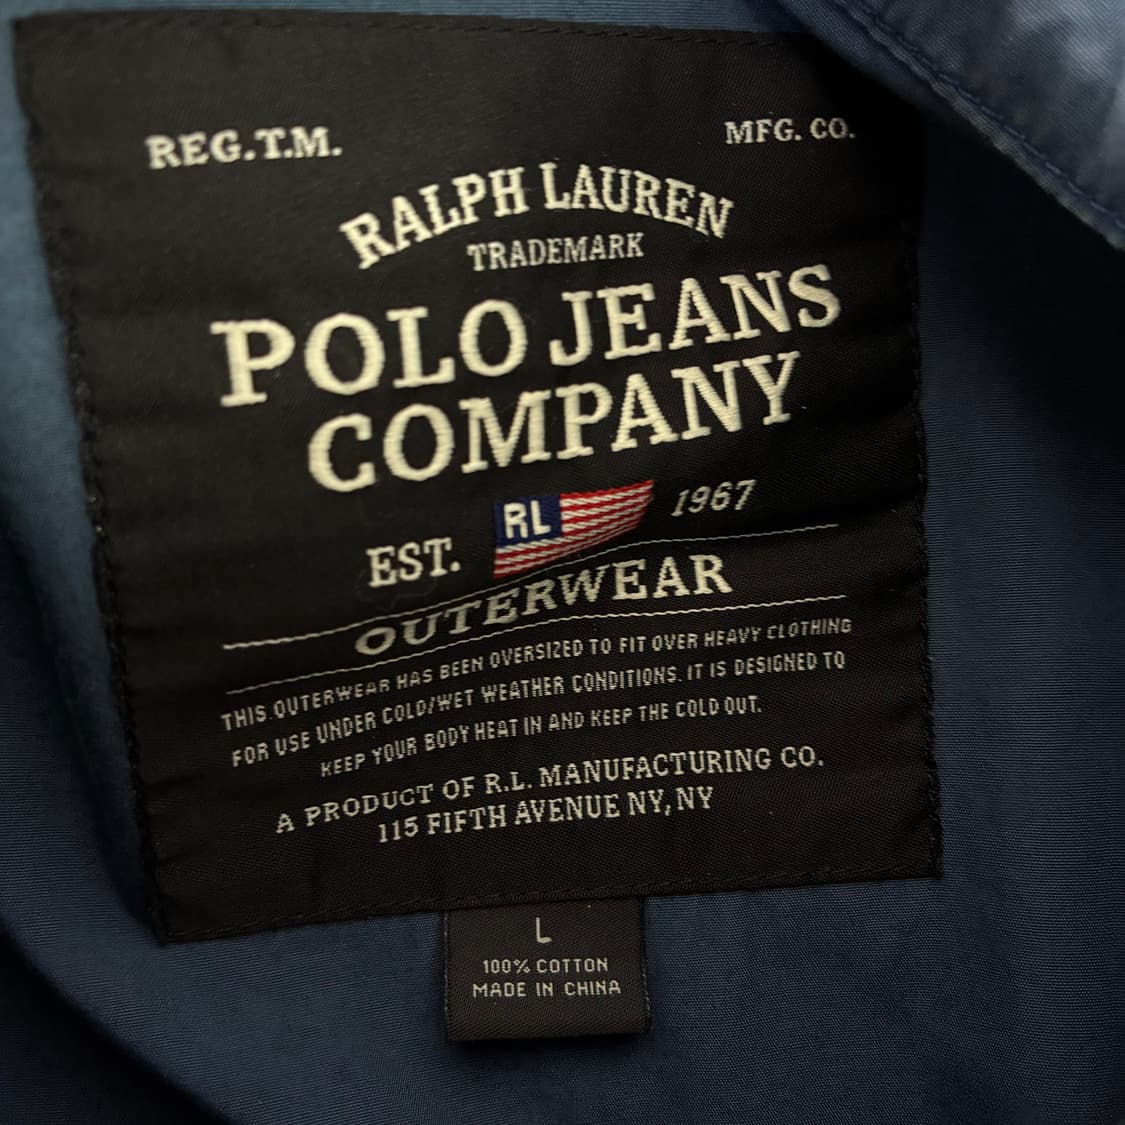 REG.T.M. MFG. CO.
RALPH LAUREN
TRADEMARK
POLO JEANS
COMPANY
EST. RL 1967
OUTERWEAR
THIS OUTERWEAR HAS BEEN OVERSIZED TO FIT OVER HEAVY CLOTHING
FOR USE UNDER COLD/WET WEATHER CONDITIONS. IT IS DESIGNED TO
KEEP YOUR BODY HEAT IN AND KEEP THE COLD OUT.
A PRODUCT OF R.L. MANUFACTURING CO.
115 FIFTH AVENUE NY, NY
L
100% COTTON
MADE IN CHINA